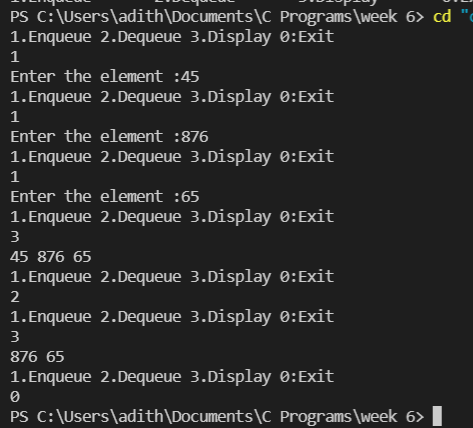 PS C:\Users\adith\Documents\C Programs\week 6> cd "
1.Enqueue 2.Dequeue 3.Display 0:Exit
1
Enter the element :45
1.Enqueue 2.Dequeue 3.Display 0:Exit
1
Enter the element :876
1.Enqueue 2.Dequeue 3.Display 0:Exit
1
Enter the element :65
1.Enqueue 2.Dequeue 3.Display 0:Exit
3
45 876 65
1.Enqueue 2.Dequeue 3.Display 0:Exit
2
1.Enqueue 2.Dequeue 3.Display 0:Exit
3
876 65
1.Enqueue 2.Dequeue 3.Display 0:Exit
0
PS C:\Users\adith\Documents\C Programs\week 6>